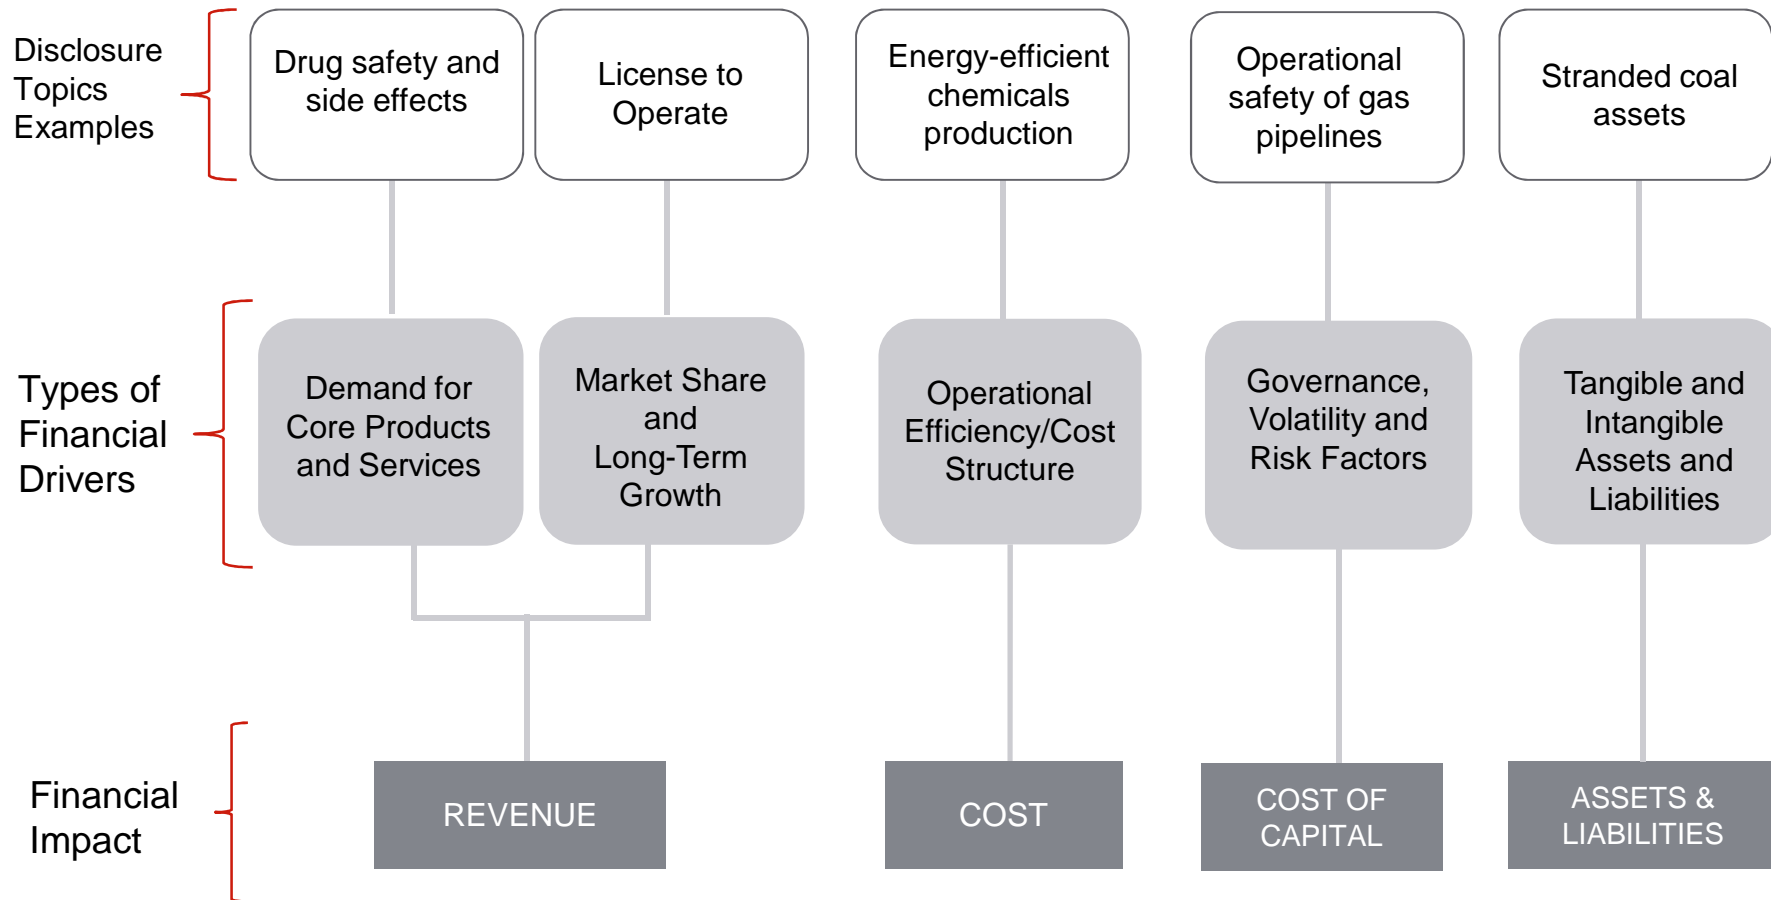 Disclosure
Topics
Examples
Drug safety and
side effects
License to
Operate
Energy-efficient
chemicals
production
Operational
safety of gas
pipelines
Stranded coal
assets
Types of
Financial
Drivers
Demand for
Core Products
and Services
Market Share
and
Long-Term
Growth
Operational
Efficiency/Cost
Structure
Governance,
Volatility and
Risk Factors
Tangible and
Intangible
Assets and
Liabilities
Financial
Impact
REVENUE
COST
COST OF
CAPITAL
ASSETS &
LIABILITIES